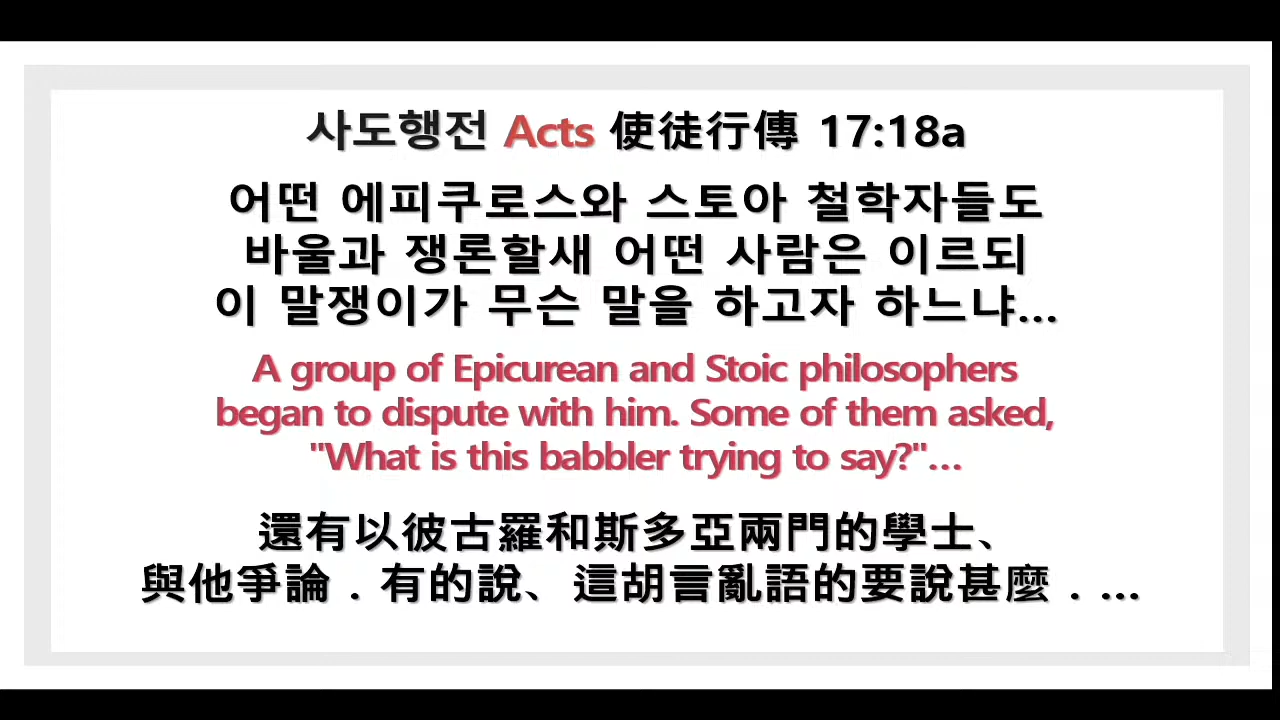 사도행전 Acts 使徒行傳 17:18a
어떤 에피쿠로스와 스토아 철학자들도
바울과 쟁론할새 어떤 사람은 이르되
이 말쟁이가 무슨 말을 하고자 하느냐...
A group of Epicurean and Stoic philosophers
began to dispute with him. Some of them asked,
"What is this babbler trying to say?"...
還有以彼古羅和斯多亞兩門的學士、
與他爭論．有的說、這胡言亂語的要說甚麼．...